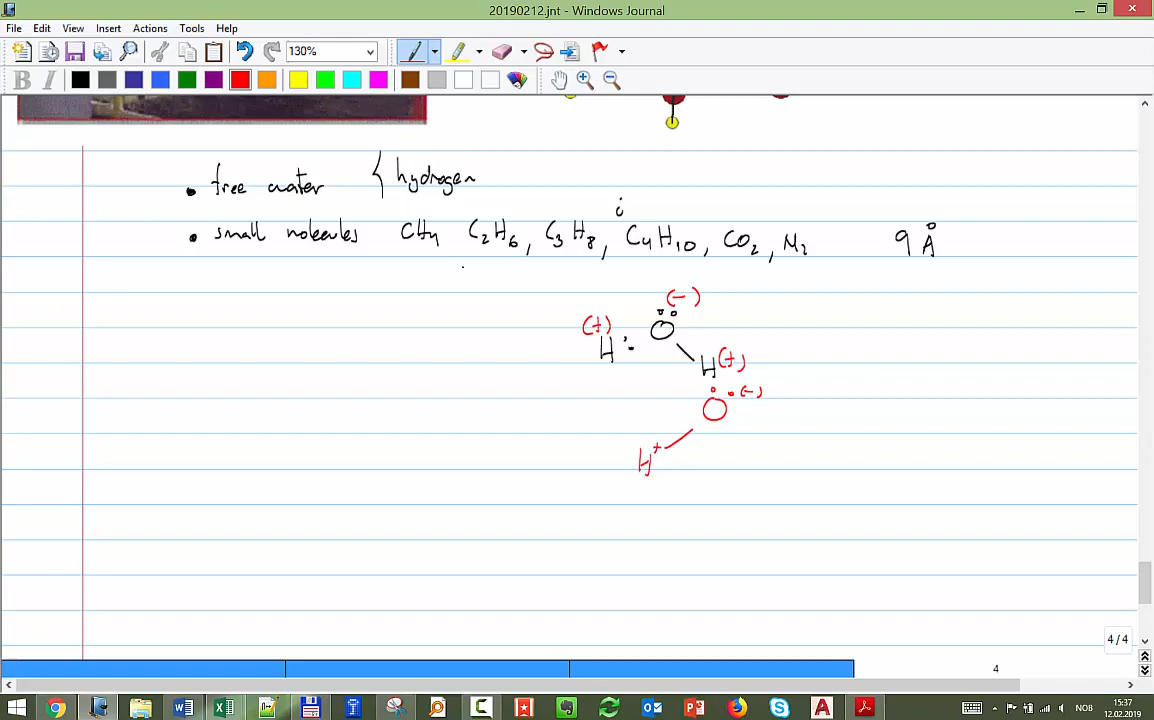 20190212.jnt - Windows Journal
File Edit View Insert Actions Tools Help
130%
B I
• free water { hydrogen
i
• small molecules CH4 C2H6, C3H8, C4H10, CO2, N2 9 Å
(-)
(+) O
H H (+)
O (-)
H+
4/4
4
NOB 15:37
12.02.2019